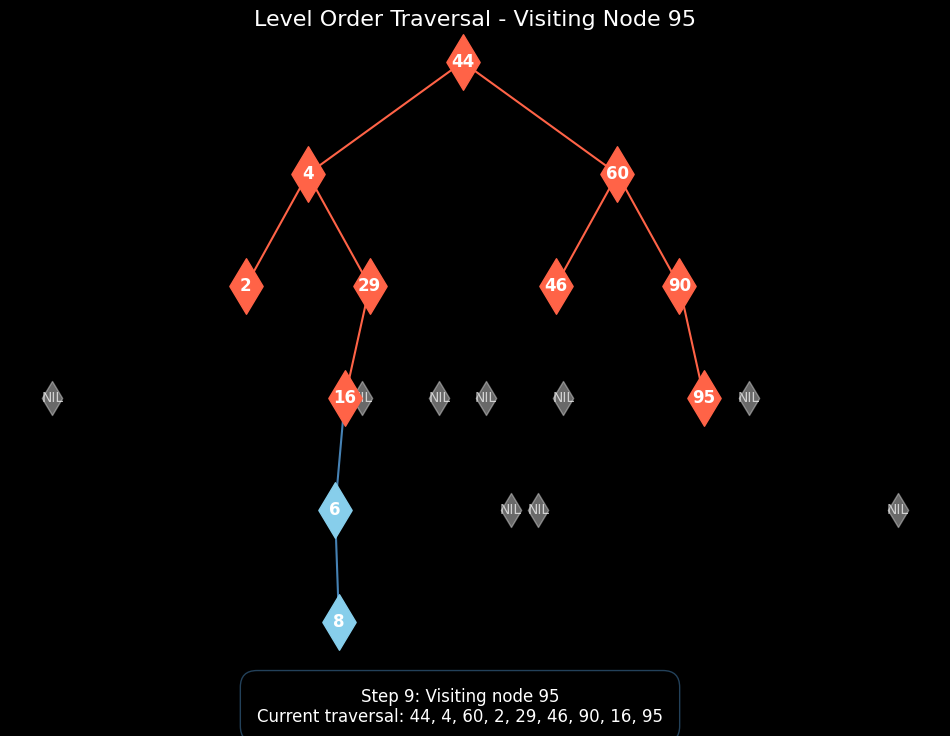 Level Order Traversal - Visiting Node 95
44
4
60
2
29
46
90
NIL
16
NIL
NIL
NIL
95
NIL
6
NIL
NIL
NIL
8
Step 9: Visiting node 95
Current traversal: 44, 4, 60, 2, 29, 46, 90, 16, 95